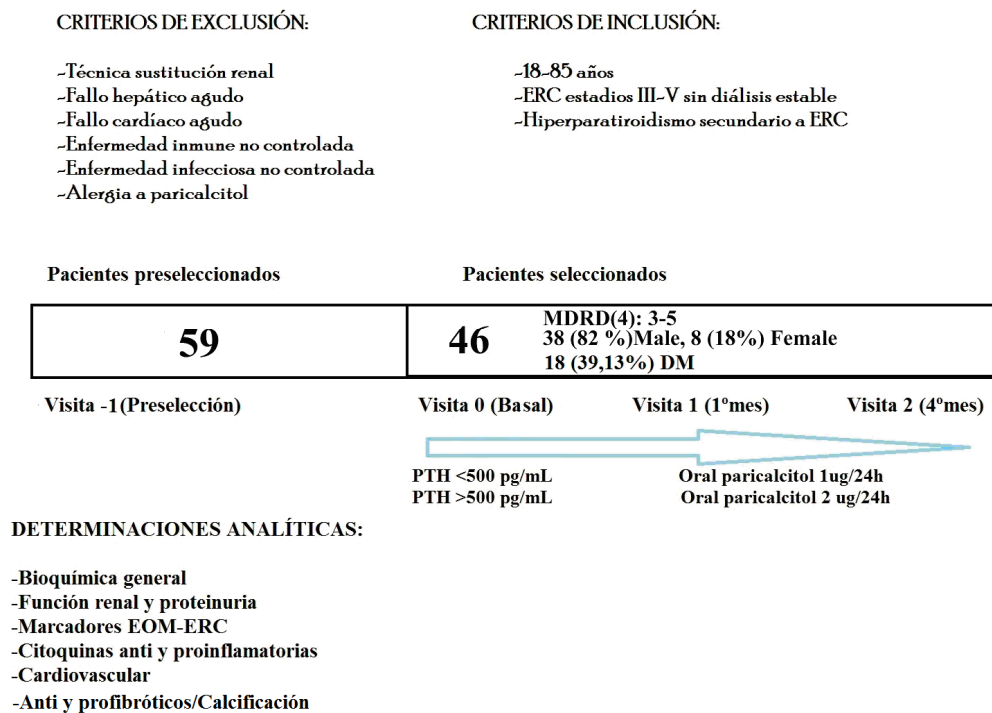 CRITERIOS DE EXCLUSIÓN:
-Técnica sustitución renal
-Fallo hepático agudo
-Fallo cardíaco agudo
-Enfermedad inmune no controlada
-Enfermedad infecciosa no controlada
-Alergia a paricalcitol
CRITERIOS DE INCLUSIÓN:
-18-85 años
-ERC estadios III-V sin diálisis estable
-Hiperparatiroidismo secundario a ERC
Pacientes preseleccionados
Pacientes seleccionados
59
46
MDRD(4): 3-5
38 (82 %)Male, 8 (18%) Female
18 (39,13%) DM
Visita -1(Preselección)
Visita 0 (Basal)
Visita 1 (1ºmes)
Visita 2 (4ºmes)
PTH <500 pg/mL
Oral paricalcitol 1ug/24h
PTH >500 pg/mL
Oral paricalcitol 2 ug/24h
DETERMINACIONES ANALÍTICAS:
-Bioquímica general
-Función renal y proteinuria
-Marcadores EOM-ERC
-Citoquinas anti y proinflamatorias
-Cardiovascular
-Anti y profibróticos/Calcificación